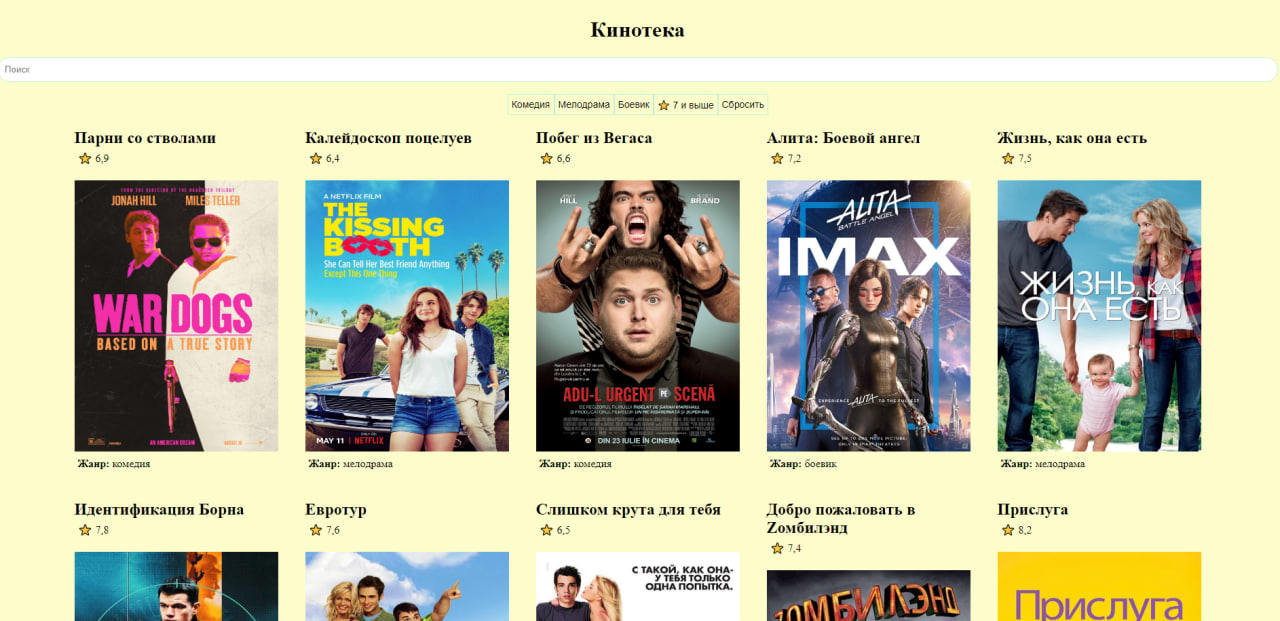 Кинотека
Поиск
Комедия Мелодрама Боевик 7 и выше Сбросить
Парни со стволами
6,9
FROM THE DIRECTOR OF THE HANGOVER TRILOGY
JONAH HILL MILES TELLER
WAR DOGS
BASED ON A TRUE STORY
AN AMERICAN DREAM
Жанр: комедия
Калейдоскоп поцелуев
6,4
A NETFLIX FILM
THE
KISSING
BOOTH
She Can Tell Her Best Friend Anything
Except This One Thing
MAY 11 | NETFLIX
Жанр: мелодрама
Побег из Вегаса
6,6
HILL BRAND
ADU-L URGENT PE SCENĂ
DIN 23 IULIE ÎN CINEMA
Жанр: комедия
Алита: Боевой ангел
7,2
ALITA
BATTLE ANGEL
IMAX
EXPERIENCE ALITA TO THE FULLEST
Жанр: боевик
Жизнь, как она есть
7,5
ЖИЗНЬ, КАК
ОНА ЕСТЬ
Жанр: мелодрама
Идентификация Борна
7,8
Евротур
7,6
Слишком крута для тебя
6,5
С ТАКОЙ, КАК ОНА-
У ТЕБЯ ТОЛЬКО
ОДНА ПОПЫТКА.
Добро пожаловать в
Zомбилэнд
7,4
ZОМБИЛЭНД
Прислуга
8,2
Прислуга